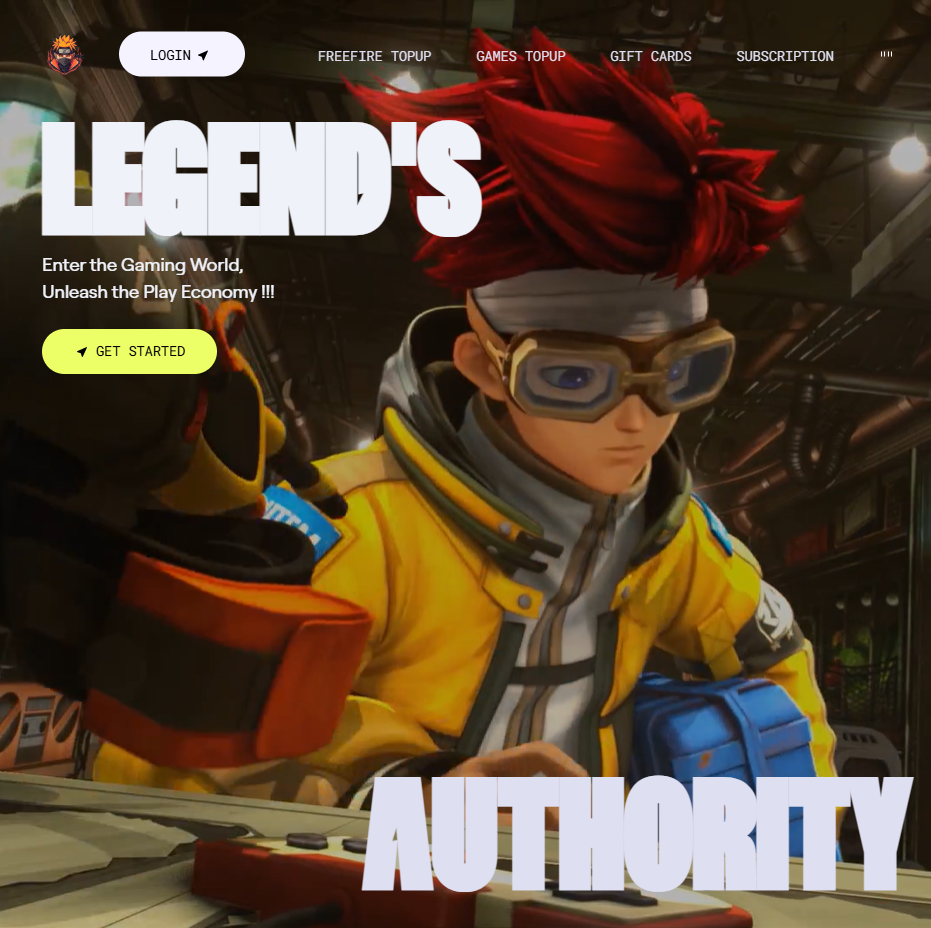 LOGIN
FREEFIRE TOPUP
GAMES TOPUP
GIFT CARDS
SUBSCRIPTION
LEGEND'S
Enter the Gaming World,
Unleash the Play Economy !!!
GET STARTED
AUTHORITY